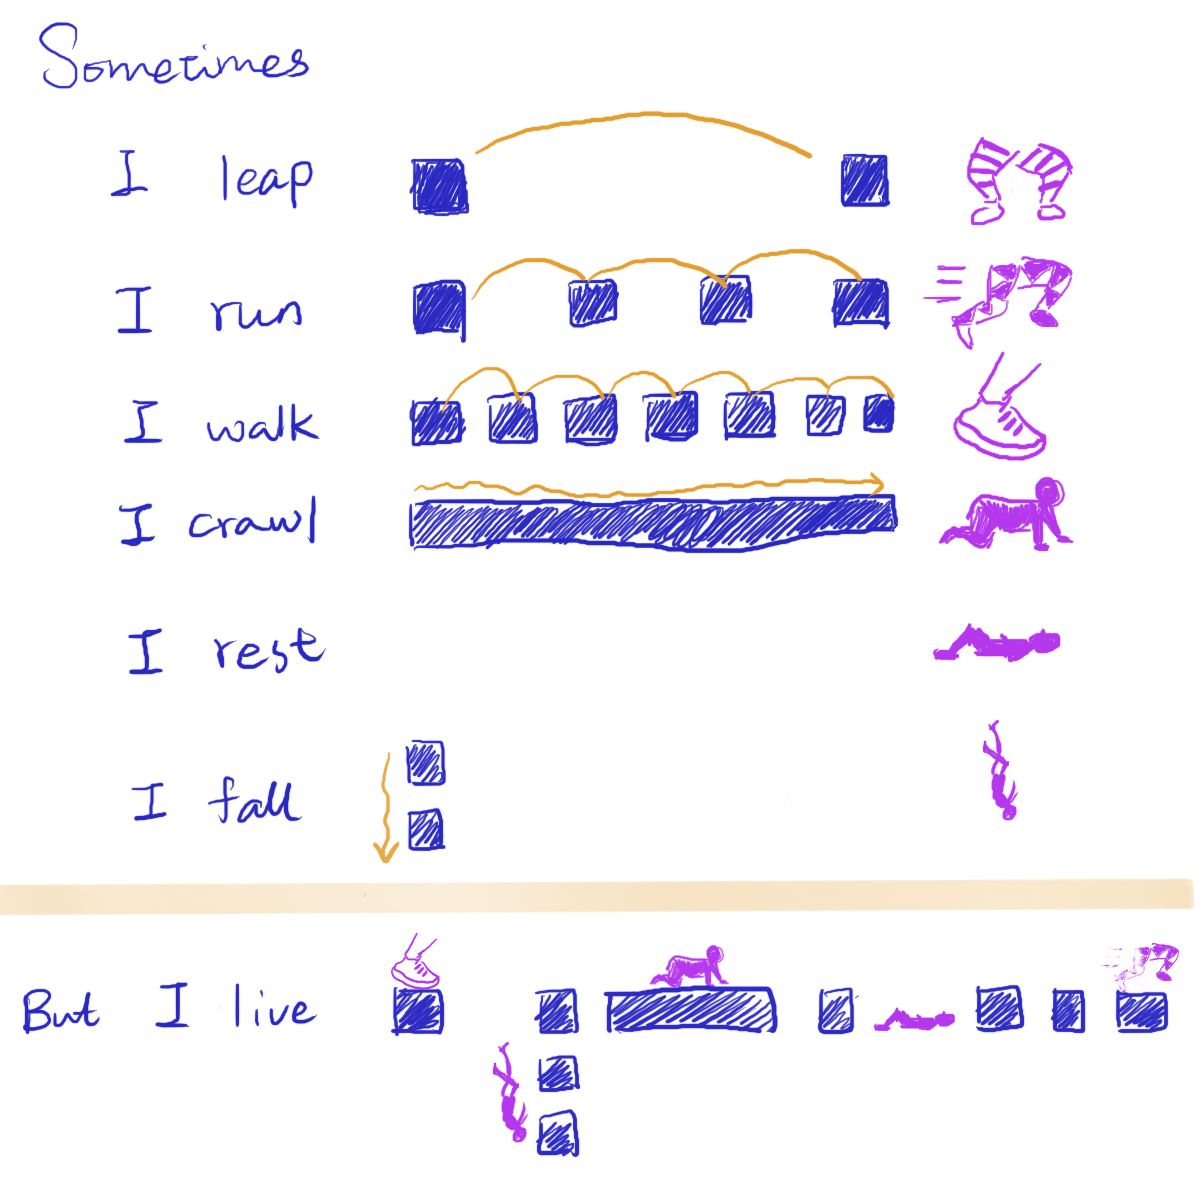 Sometimes
I leap
I run
I walk
I crawl
I rest
I fall
But I live